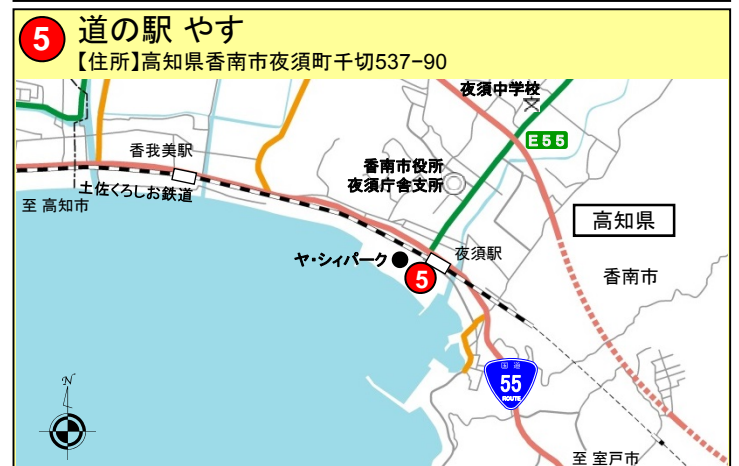 5 道の駅 やす
【住所】高知県香南市夜須町千切537-90
夜須中学校
E55
香我美駅
香南市役所
夜須庁舎支所
土佐くろしお鉄道
至 高知市
高知県
夜須駅
ヤ・シィパーク
5
香南市
国道
55
ROUTE
N
至 室戸市